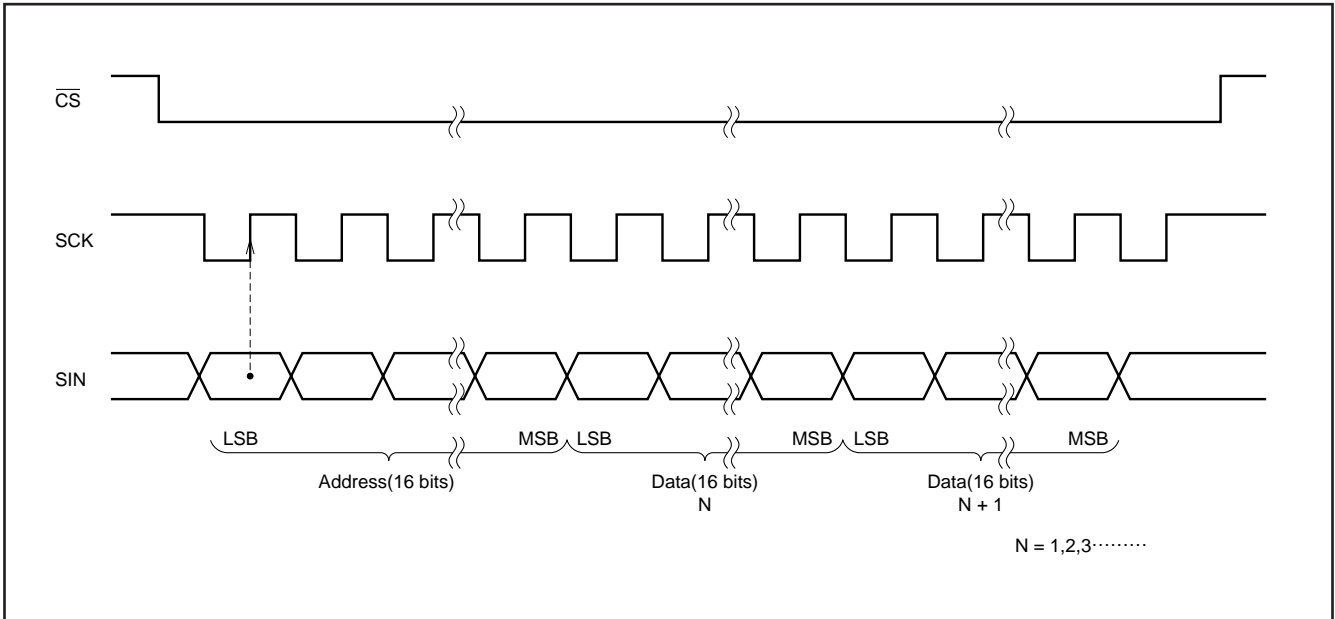 CS
SCK
SIN
LSB MSB LSB MSB LSB MSB
Address(16 bits) Data(16 bits) Data(16 bits)
N N + 1
N = 1,2,3·········